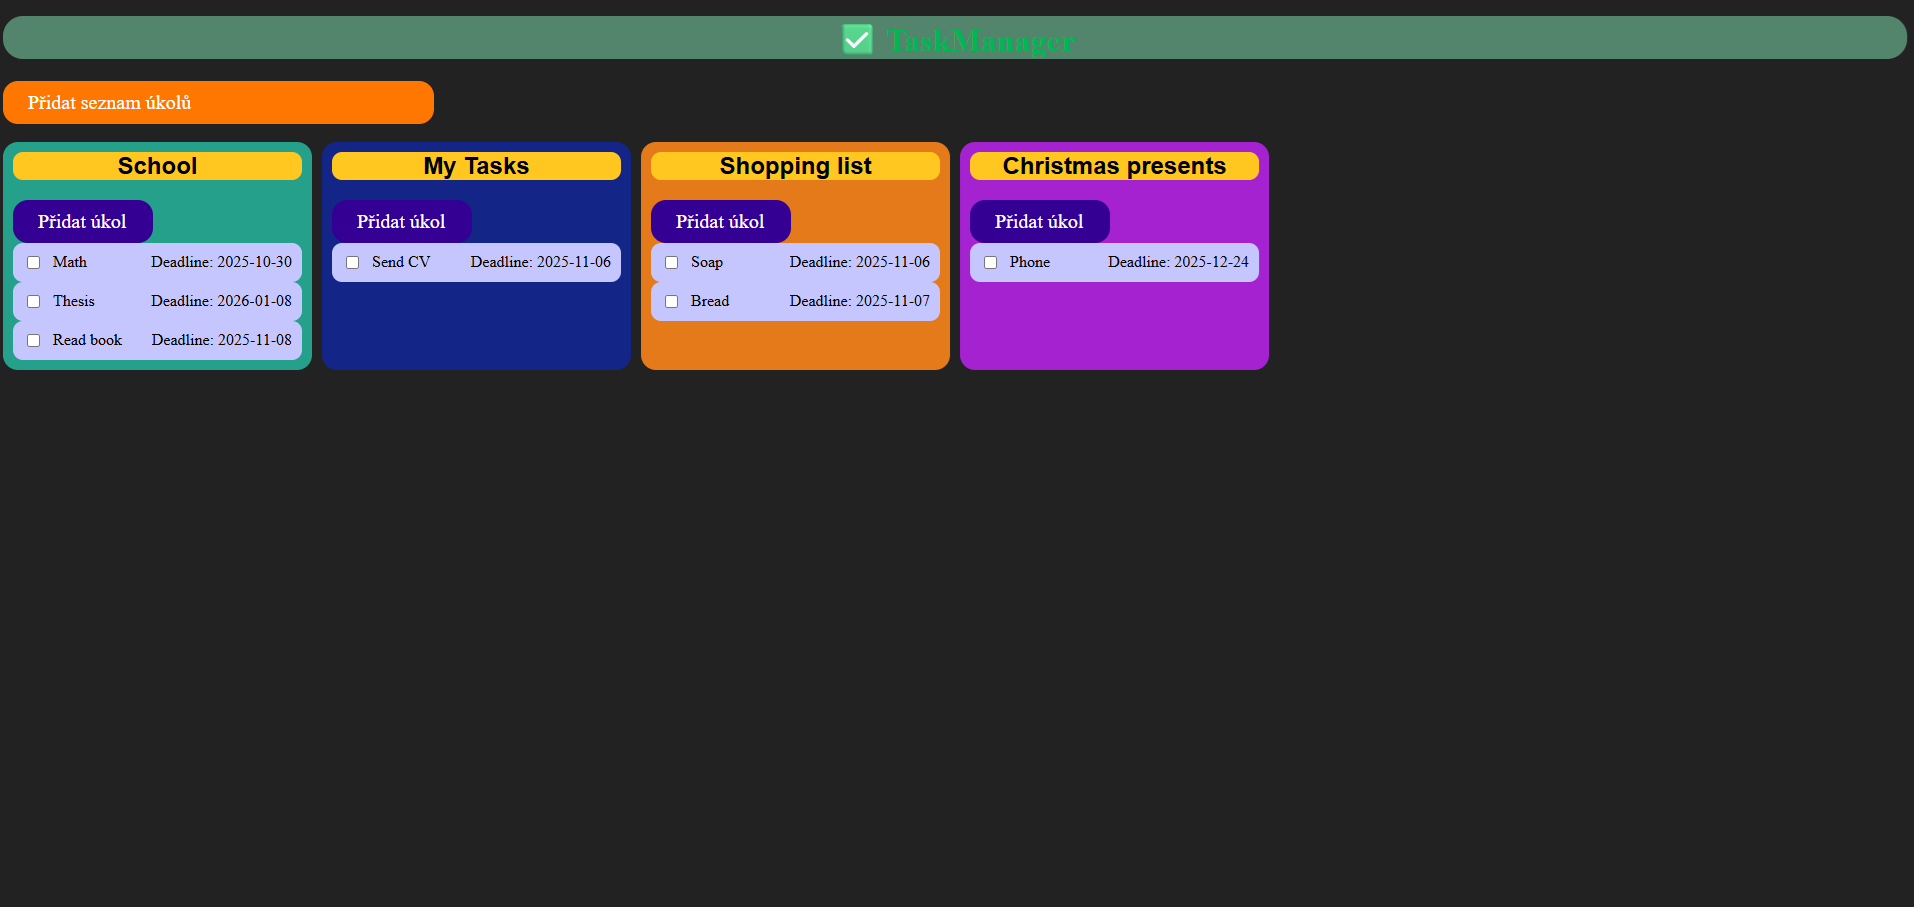 ✅ TaskManager
Přidat seznam úkolů
School
Přidat úkol
Math Deadline: 2025-10-30
Thesis Deadline: 2026-01-08
Read book Deadline: 2025-11-08
My Tasks
Přidat úkol
Send CV Deadline: 2025-11-06
Shopping list
Přidat úkol
Soap Deadline: 2025-11-06
Bread Deadline: 2025-11-07
Christmas presents
Přidat úkol
Phone Deadline: 2025-12-24